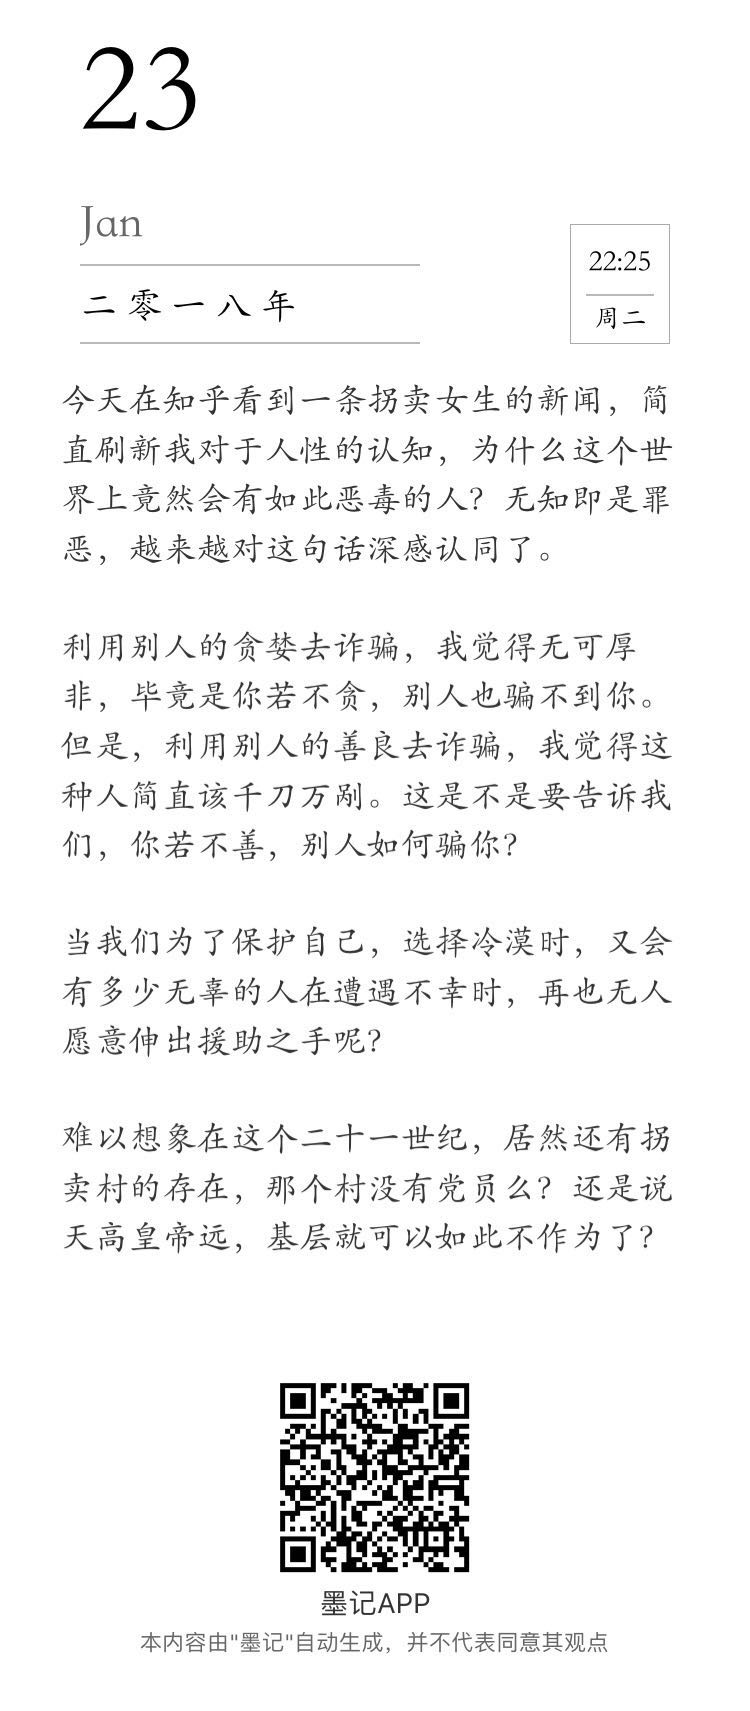 23
Jan
二零一八年
22:25
周二
今天在知乎看到一条拐卖女生的新闻，简
直刷新我对于人性的认知，为什么这个世
界上竟然会有如此恶毒的人？无知即是罪
恶，越来越对这句话深感认同了。
利用别人的贪婪去诈骗，我觉得无可厚
非，毕竟是你若不贪，别人也骗不到你。
但是，利用别人的善良去诈骗，我觉得这
种人简直该千刀万剐。这是不是要告诉我
们，你若不善，别人如何骗你？
当我们为了保护自己，选择冷漠时，又会
有多少无辜的人在遭遇不幸时，再也无人
愿意伸出援助之手呢？
难以想象在这个二十一世纪，居然还有拐
卖村的存在，那个村没有党员么？还是说
天高皇帝远，基层就可以如此不作为了？
墨记APP
本内容由"墨记"自动生成，并不代表同意其观点